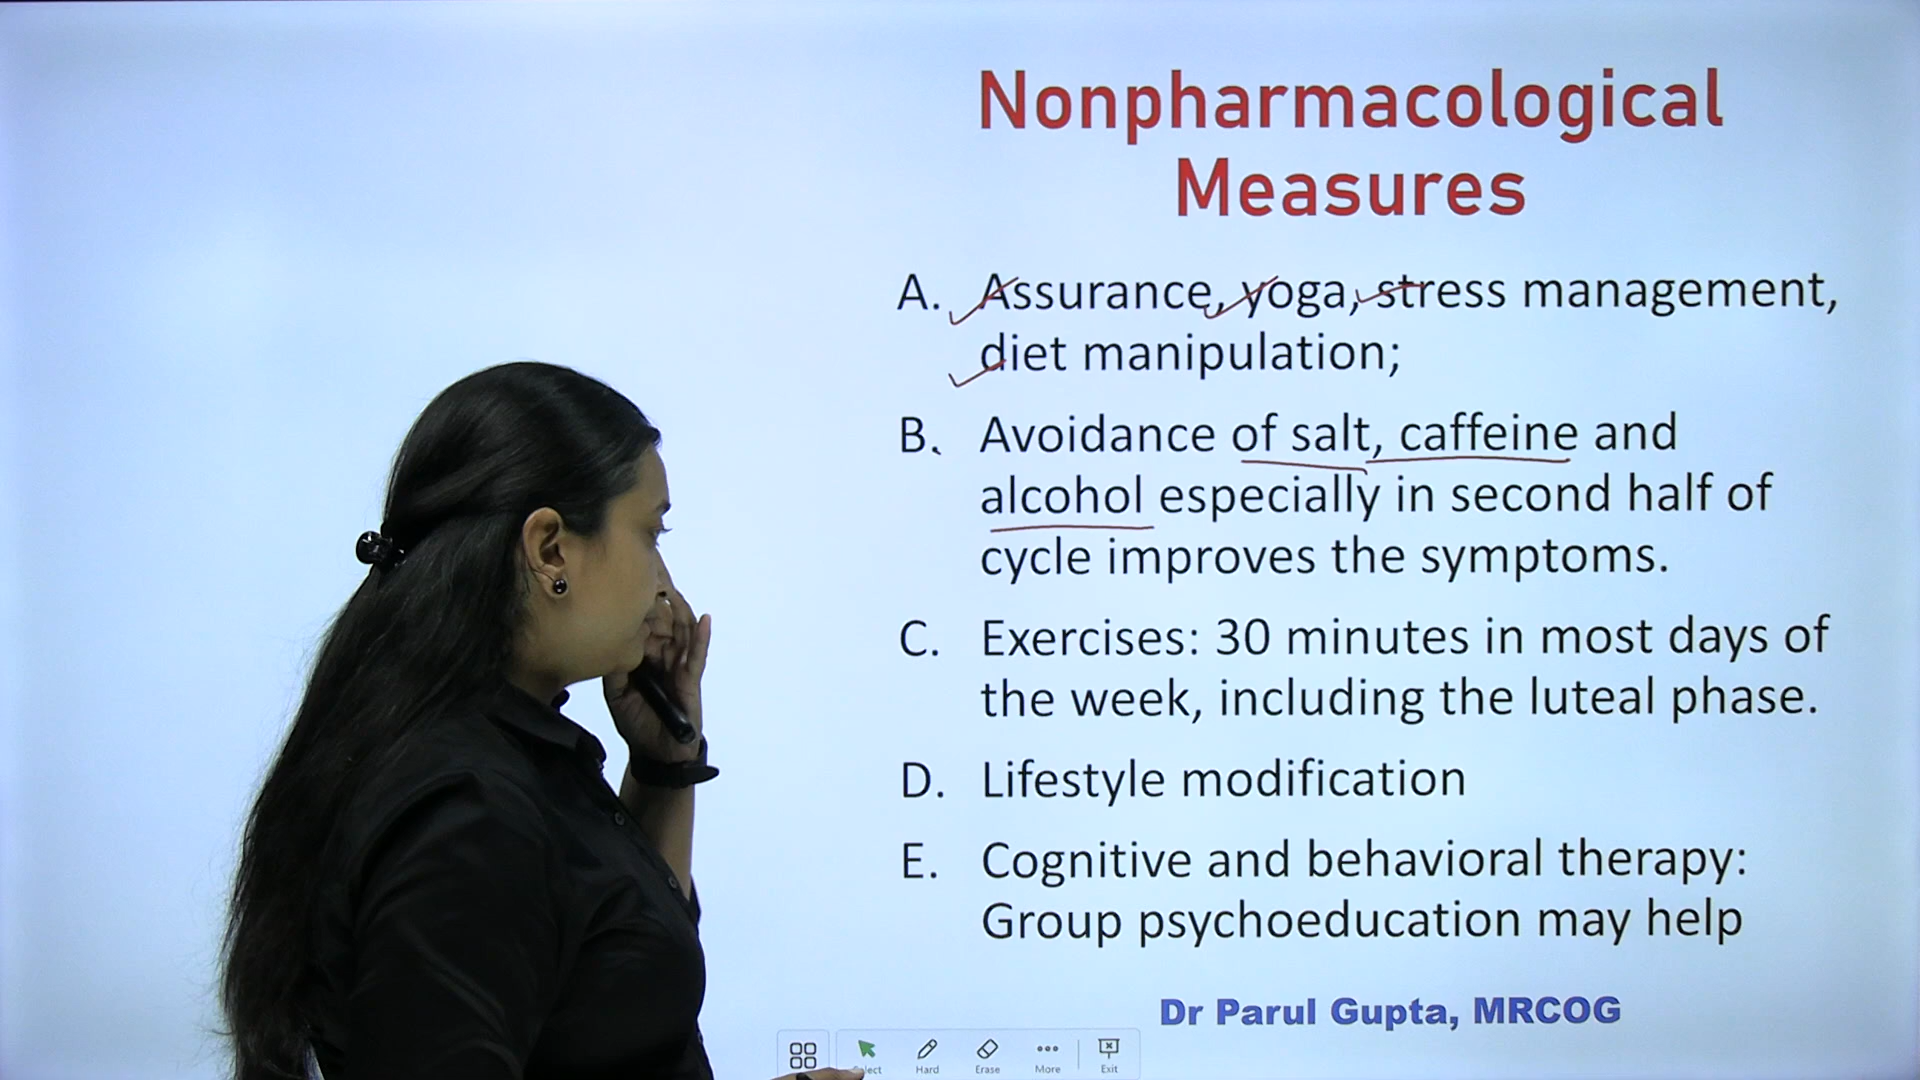 Nonpharmacological
Measures
A. Assurance, yoga, stress management,
diet manipulation;
B. Avoidance of salt, caffeine and
alcohol especially in second half of
cycle improves the symptoms.
C. Exercises: 30 minutes in most days of
the week, including the luteal phase.
D. Lifestyle modification
E. Cognitive and behavioral therapy:
Group psychoeducation may help
Dr Parul Gupta, MRCOG
Hard Erase More Exit